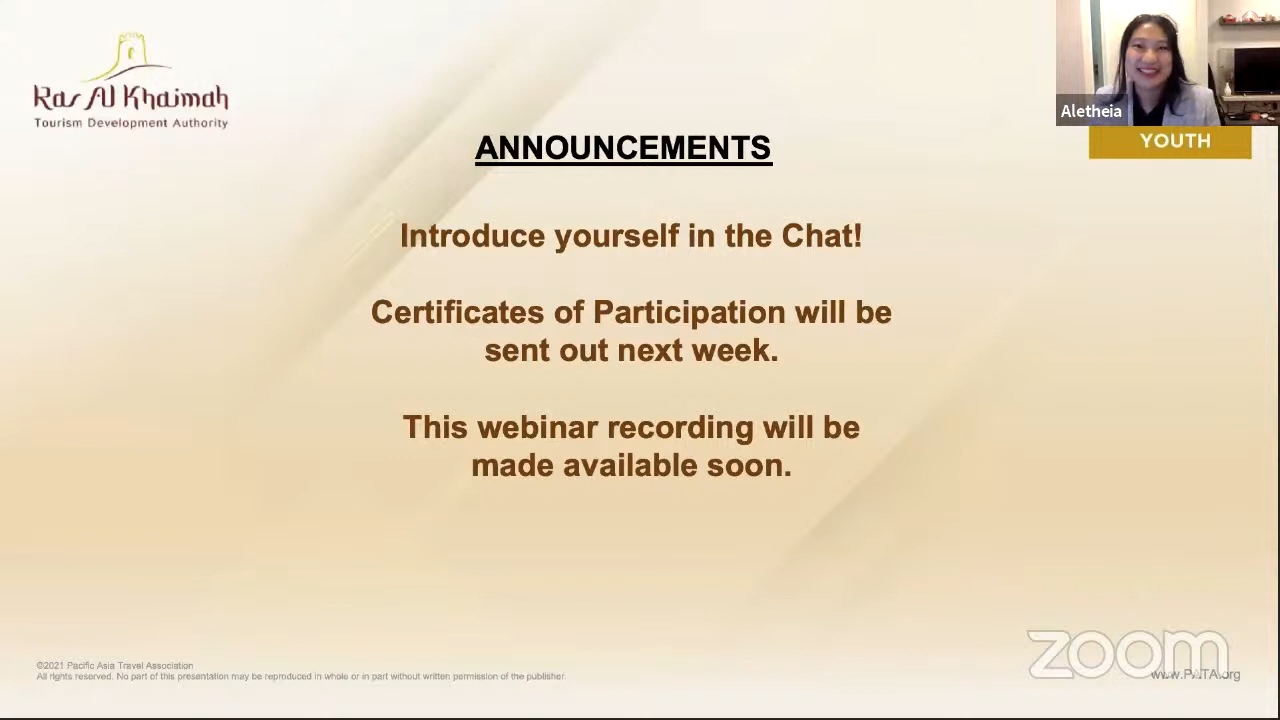 Ras Al Khaimah
Tourism Development Authority
Aletheia
YOUTH
ANNOUNCEMENTS
Introduce yourself in the Chat!
Certificates of Participation will be
sent out next week.
This webinar recording will be
made available soon.
©2021 Pacific Asia Travel Association
All rights reserved. No part of this presentation may be reproduced in whole or in part without written permission of the publisher.
zoom
www.PATA.org